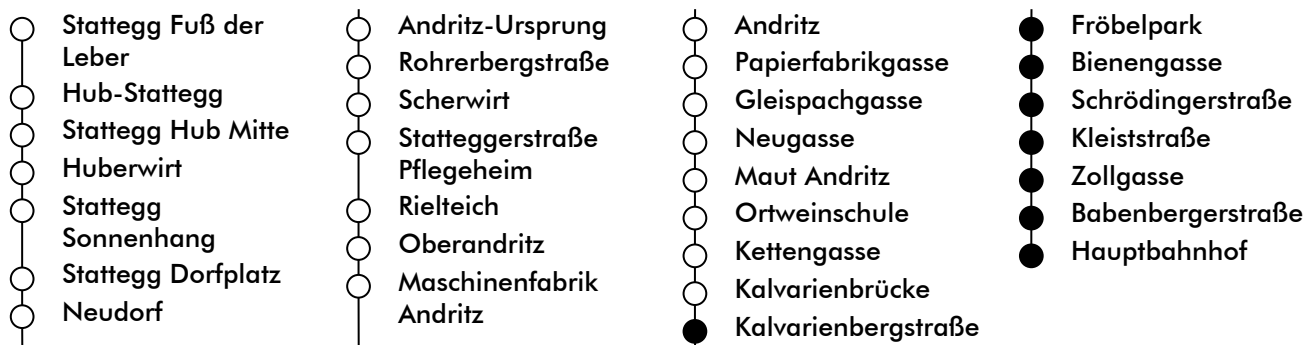 Stattegg Fuß der
Leber
Hub-Stattegg
Stattegg Hub Mitte
Huberwirt
Stattegg
Sonnenhang
Stattegg Dorfplatz
Neudorf
Andritz-Ursprung
Rohrerbergstraße
Scherwirt
Statteggerstraße
Pflegeheim
Rielteich
Oberandritz
Maschinenfabrik
Andritz
Andritz
Papierfabrikgasse
Gleispachgasse
Neugasse
Maut Andritz
Ortweinschule
Kettengasse
Kalvarienbrücke
Kalvarienbergstraße
Fröbelpark
Bienengasse
Schrödingerstraße
Kleiststraße
Zollgasse
Babenbergerstraße
Hauptbahnhof